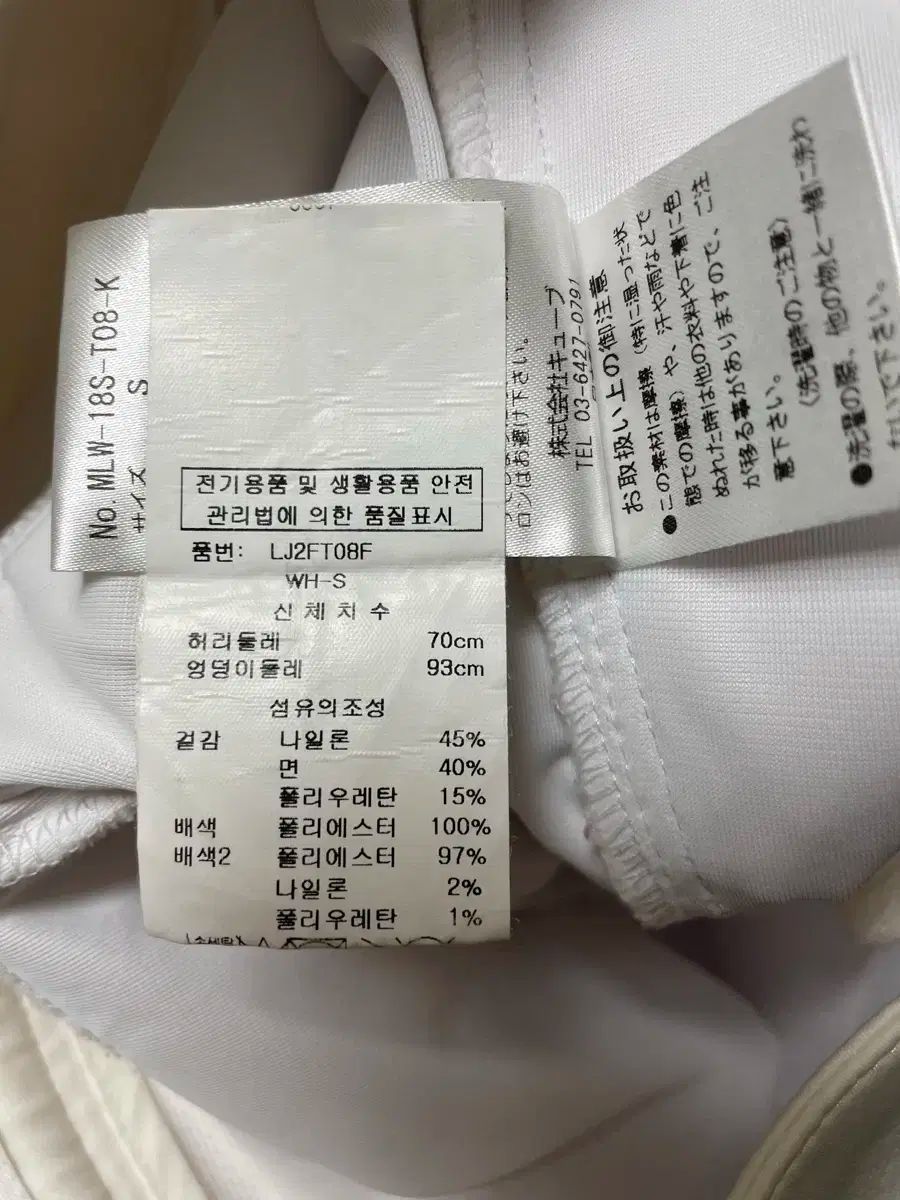 No. MLW-18S-T08-K
サイズ S
전기용품 및 생활용품 안전
관리법에 의한 품질표시
품번: LJ2FT08F
WH-S
신체치수
허리둘레 70cm
엉덩이둘레 93cm
섬유의조성
겉감 나일론 45%
면 40%
폴리우레탄 15%
배색 폴리에스터 100%
배색2 폴리에스터 97%
나일론 2%
폴리우레탄 1%
ロンはお避け下さい。
株式会社キューブ
TEL 03-6427-0791
お取扱い上の御注意
●この素材は摩擦(特に湿った状
態での摩擦)や、汗や雨などで
ぬれた時は他の衣料や下着に色
が移る事がありますので、ご注
意下さい。
〈洗濯時のご注意〉
●洗濯の際、他の物と一緒に洗わ
ないで下さい。